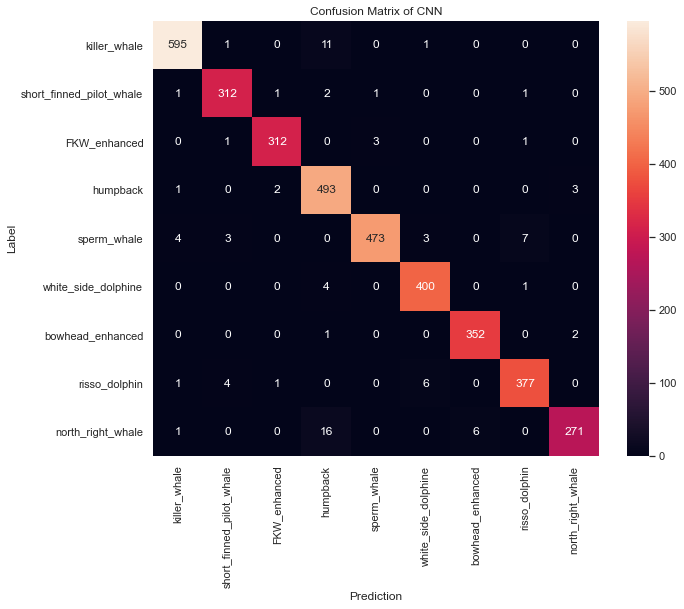 Confusion Matrix of CNN
killer_whale 595 1 0 11 0 1 0 0 0
short_finned_pilot_whale 1 312 1 2 1 0 0 1 0
FKW_enhanced 0 1 312 0 3 0 0 1 0
humpback 1 0 2 493 0 0 0 0 3
sperm_whale 4 3 0 0 473 3 0 7 0
white_side_dolphine 0 0 0 4 0 400 0 1 0
bowhead_enhanced 0 0 0 1 0 0 352 0 2
risso_dolphin 1 4 1 0 0 6 0 377 0
north_right_whale 1 0 0 16 0 0 6 0 271
Label
killer_whale
short_finned_pilot_whale
FKW_enhanced
humpback
sperm_whale
white_side_dolphine
bowhead_enhanced
risso_dolphin
north_right_whale
Prediction
500
400
300
200
100
0